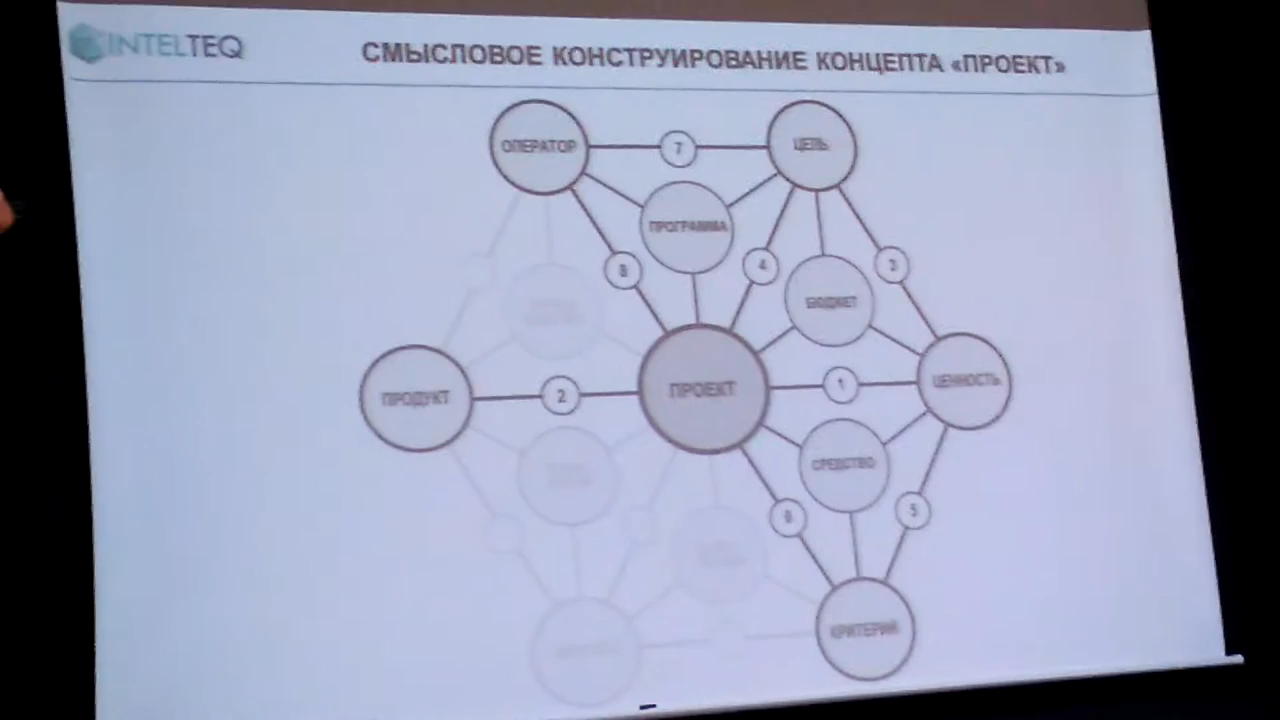 INTELTEQ
СМЫСЛОВОЕ КОНСТРУИРОВАНИЕ КОНЦЕПТА «ПРОЕКТ»
ОПЕРАТОР
7
ЦЕЛЬ
ПРОГРАММА
8
4
3
БЮДЖЕТ
ПРОДУКТ
2
ПРОЕКТ
1
ЦЕННОСТЬ
СРЕДСТВО
6
5
КРИТЕРИЙ